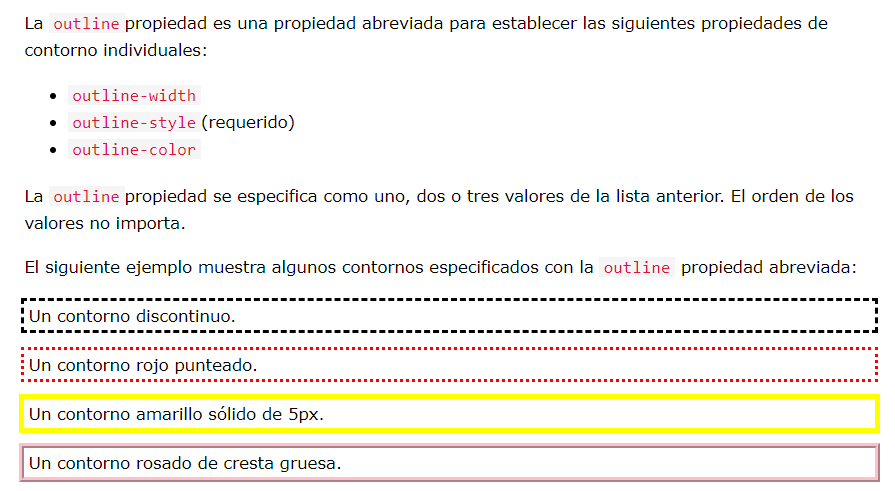 La outline propiedad es una propiedad abreviada para establecer las siguientes propiedades de
contorno individuales:
outline-width
outline-style (requerido)
outline-color
La outline propiedad se especifica como uno, dos o tres valores de la lista anterior. El orden de los
valores no importa.
El siguiente ejemplo muestra algunos contornos especificados con la outline propiedad abreviada:
Un contorno discontinuo.
Un contorno rojo punteado.
Un contorno amarillo sólido de 5px.
Un contorno rosado de cresta gruesa.